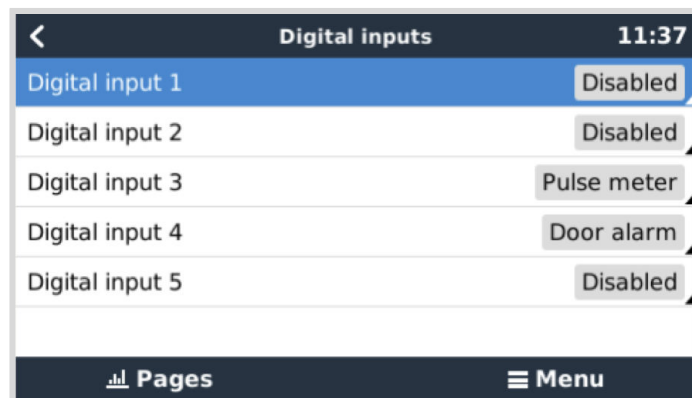 Digital inputs 11:37
Digital input 1 Disabled
Digital input 2 Disabled
Digital input 3 Pulse meter
Digital input 4 Door alarm
Digital input 5 Disabled
Pages Menu